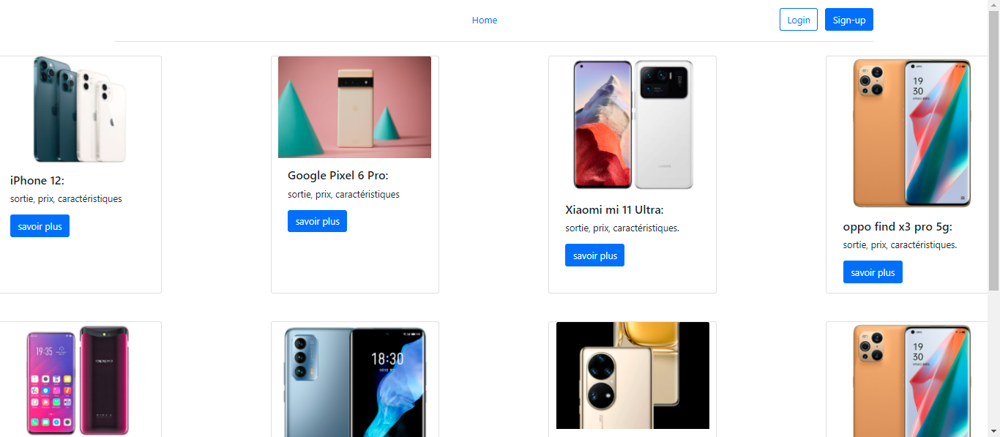 Home
Login
Sign-up
iPhone 12:
sortie, prix, caractéristiques
savoir plus
Google Pixel 6 Pro:
sortie, prix, caractéristiques
savoir plus
Xiaomi mi 11 Ultra:
sortie, prix, caractéristiques.
savoir plus
19
30
oppo find x3 pro 5g:
sortie, prix, caractéristiques.
savoir plus
19:35
oppo
18:30
19
30